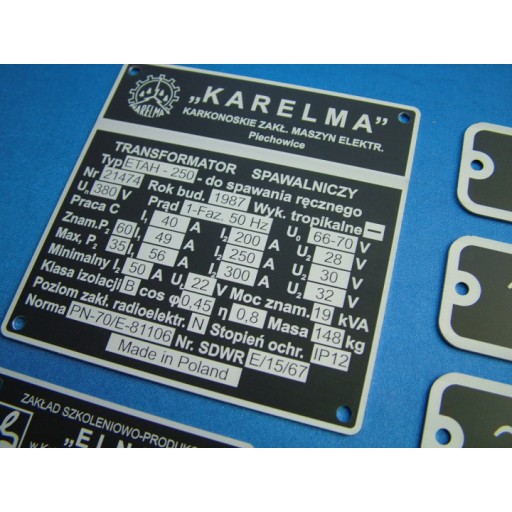 KARELMA
„KARELMA”
KARKONOSKIE ZAKŁ. MASZYN ELEKTR.
Piechowice
TRANSFORMATOR SPAWALNICZY
Typ ETAH - 250 - do spawania ręcznego
Nr 21474 Rok bud. 1987 Wyk. tropikalne —
Un 380 V Prąd 1-Faz. 50 Hz U0 66-70 V
Praca C I1 40 A I2 200 A U2 28 V
Znam.P2 60 I1 49 A I2 250 A U2 30 V
Max, P2 35 I1 56 A I2 300 A U2 32 V
Minimalny I2 50 A U2 22 V Moc znam. 19 kVA
Klasa izolacji B cos φ 0,45 η 0,8 Masa 148 kg
Poziom zakł. radioelektr. N Stopień ochr. IP12
Norma PN-70/E-81106 Nr. SDWR E/15/67
Made in Poland
ZAKŁAD SZKOLENIOWO-PRODUK